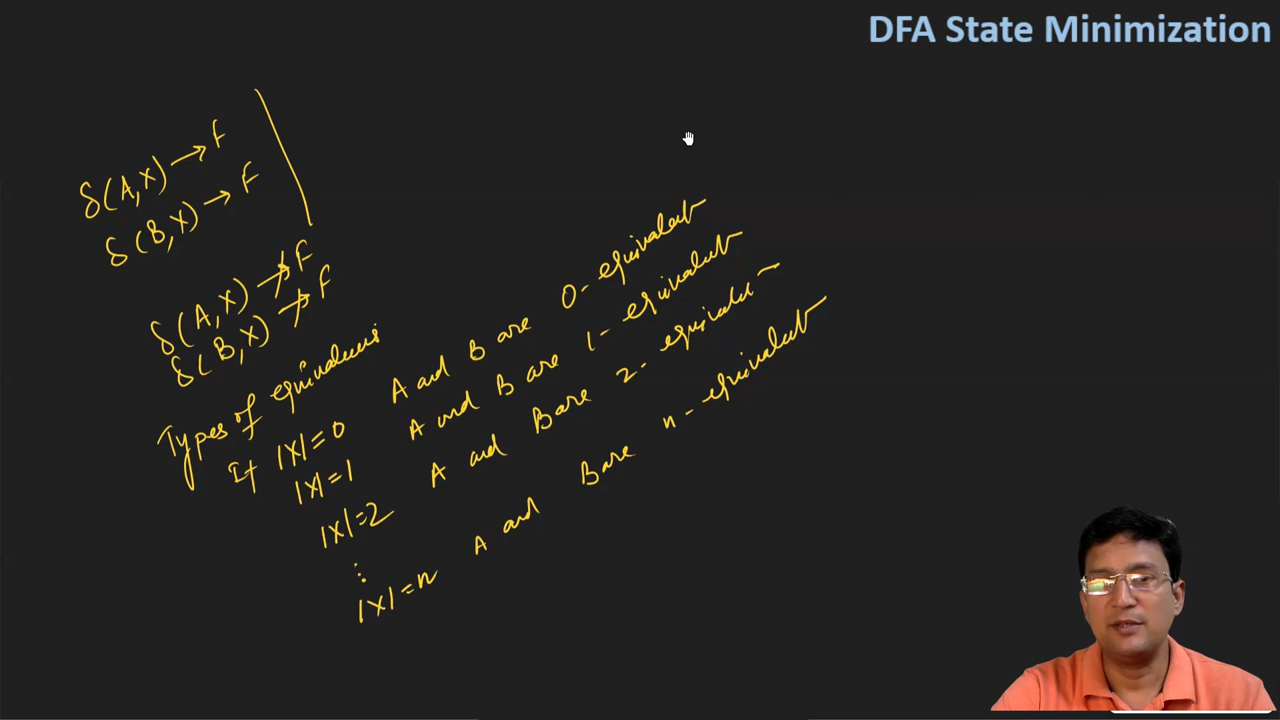 DFA State Minimization
δ(A,X) → F
δ(B,X) → F
δ(A,X) ↛ F
δ(B,X) ↛ F
Types of
If |X| = 0 A and B are 0-equivalent
|X| = 1 A and B are 1-equivalent
|X| = 2 A and B are 2-equivalent
⋮
|X| = n A and B are n-equivalent